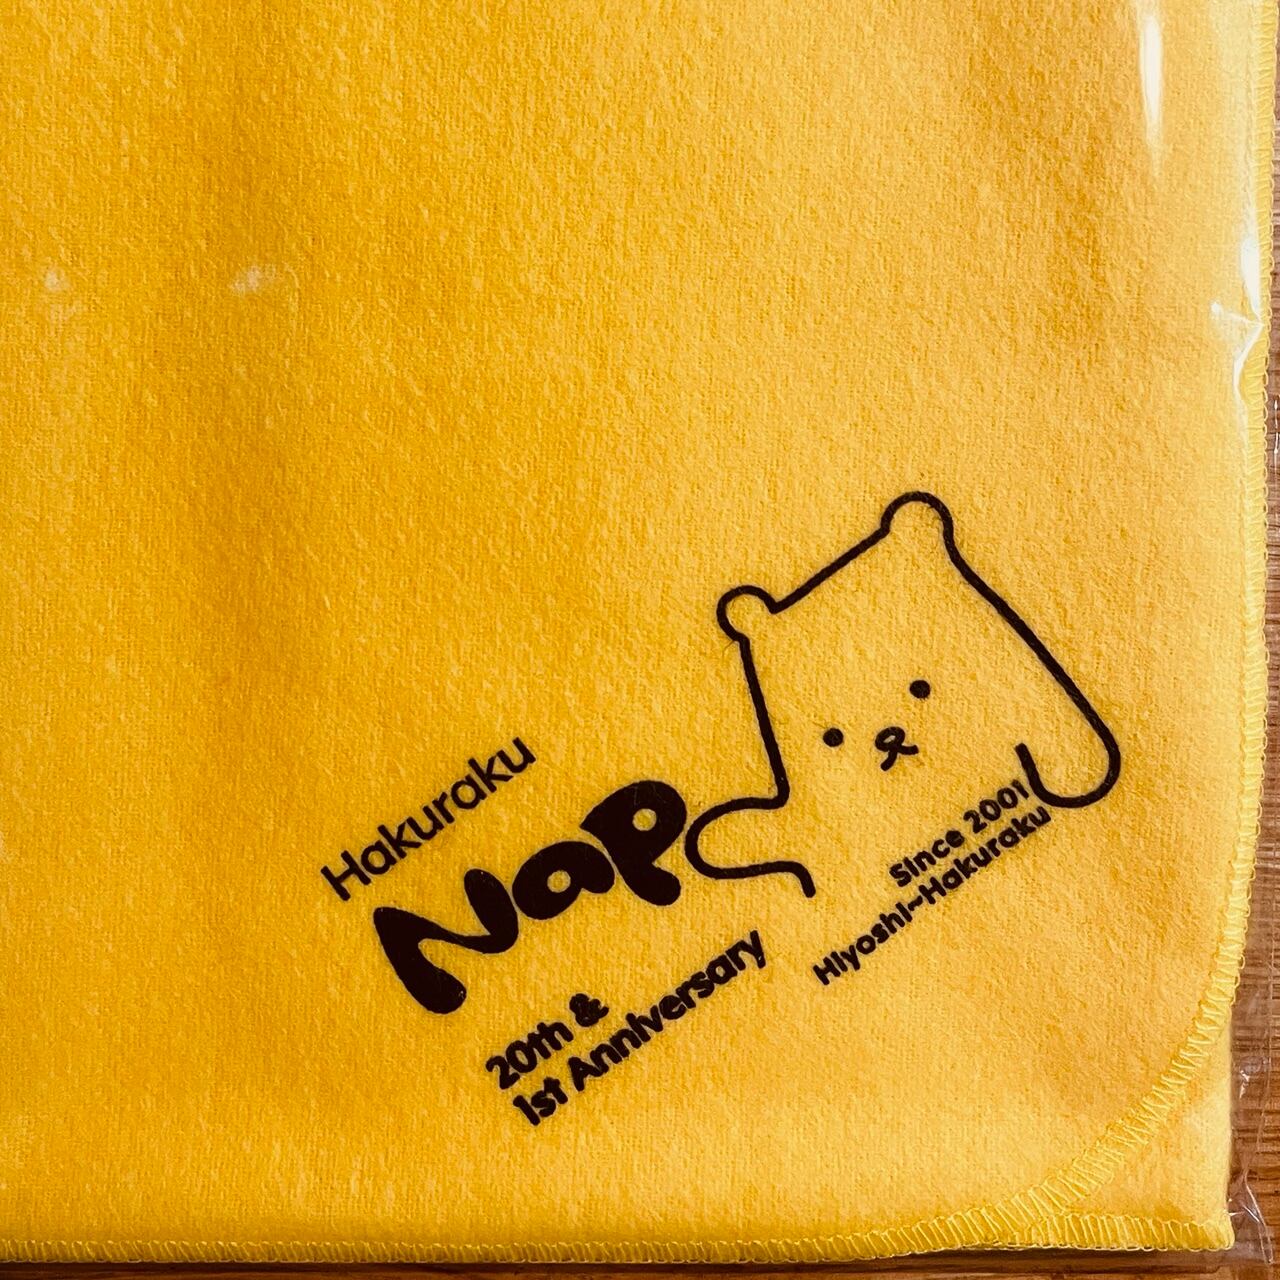 Hakuraku
Nap
20th &
1st Anniversary
Since 2001
Hiyoshi~Hakuraku